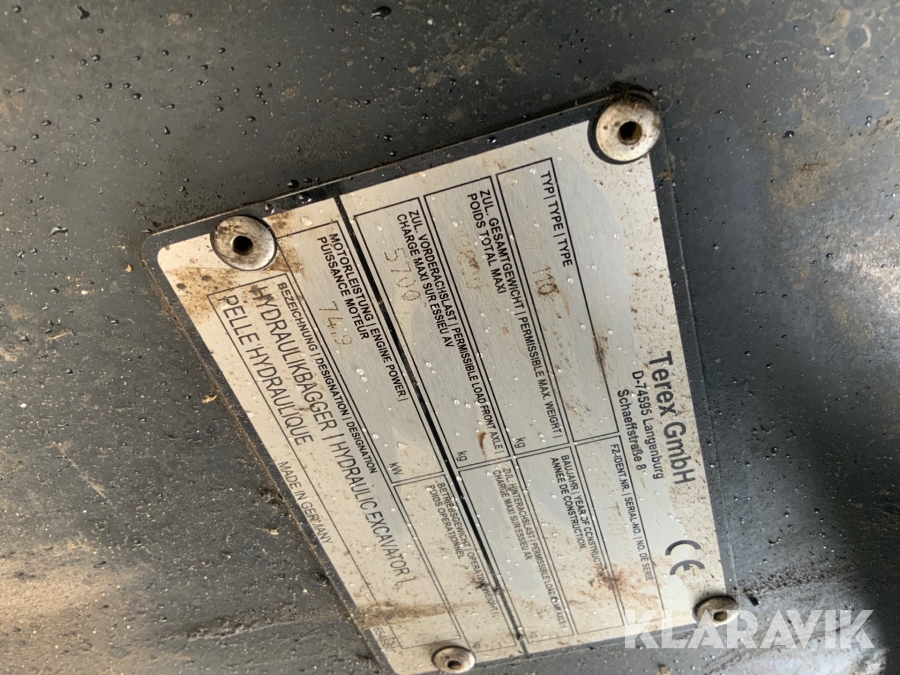 Terex GmbH
D-74595 Langenburg
Schaeffstraße 8
CE
TYP | TYPE | TYPE
110
FZ-IDENT.NR. | SERIAL-NO. | NO. DE SERIE
ZUL. GESAMTGEWICHT | PERMISSIBLE MAX. WEIGHT |
POIDS TOTAL MAXI
kg
BAUJAHR | YEAR OF CONSTRUCTION
ANNEE DE CONSTRUCTION
ZUL. VORDERACHSLAST | PERMISSIBLE LOAD FRONT AXLE |
CHARGE MAXI SUR ESSIEU AV
5700
kg
ZUL. HINTERACHSLAST | PERMISSIBLE LOAD
CHARGE MAXI SUR ESSIEU AR
kg
MOTORLEISTUNG | ENGINE POWER |
PUISSANCE MOTEUR
74,9
kW
BETRIEBSGEWICHT | OPERATING WEIGHT
POIDS OPERATIONNEL
BEZEICHNUNG | DESIGNATION | DESIGNATION
HYDRAULIKBAGGER | HYDRAULIC EXCAVATOR |
PELLE HYDRAULIQUE
MADE IN GERMANY
KLARAVIK